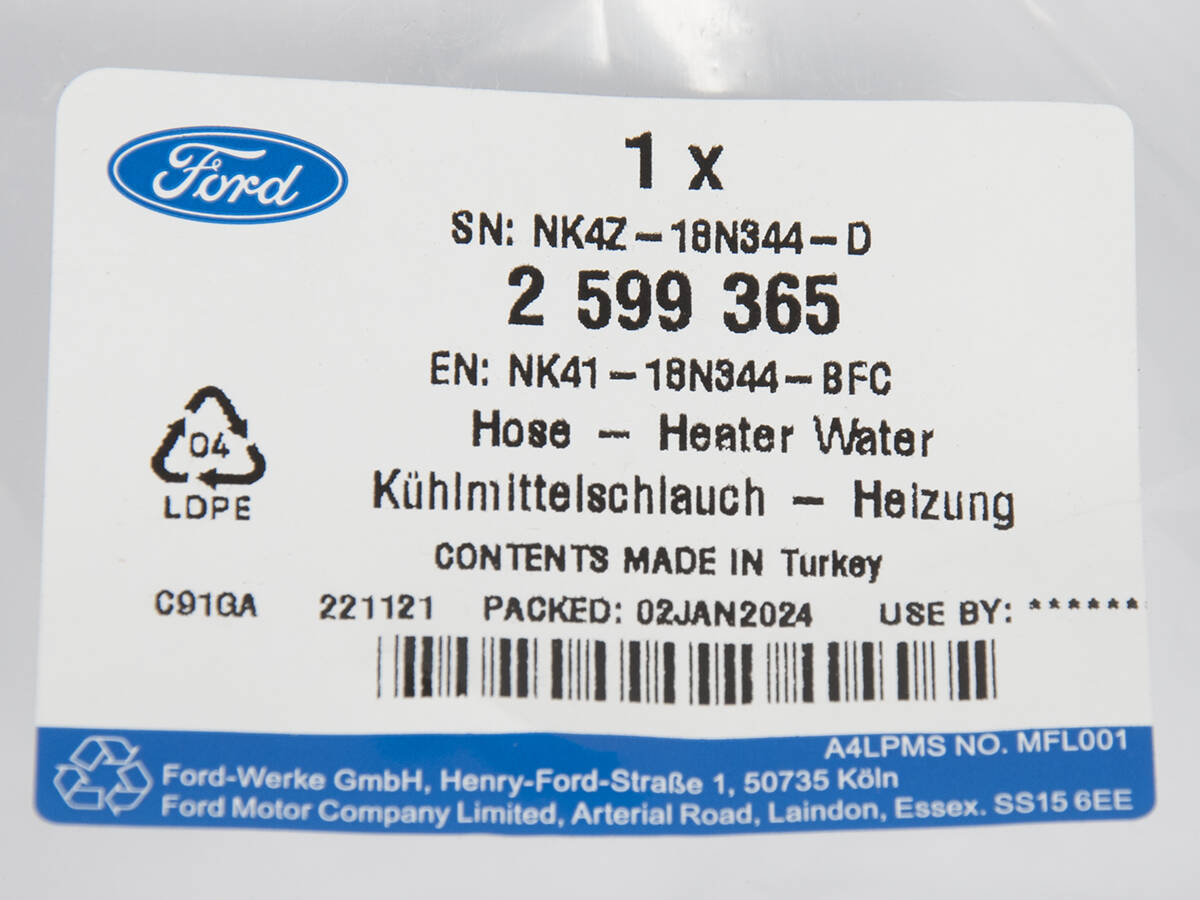 Ford
1 x
SN: NK4Z-18N344-D
2 599 365
EN: NK41-18N344-BFC
Hose - Heater Water
Kühlmittelschlauch - Heizung
04
LDPE
CONTENTS MADE IN Turkey
C91GA 221121 PACKED: 02JAN2024 USE BY: ******
A4LPMS NO. MFL001
Ford-Werke GmbH, Henry-Ford-Straße 1, 50735 Köln
Ford Motor Company Limited, Arterial Road, Laindon, Essex. SS15 6EE